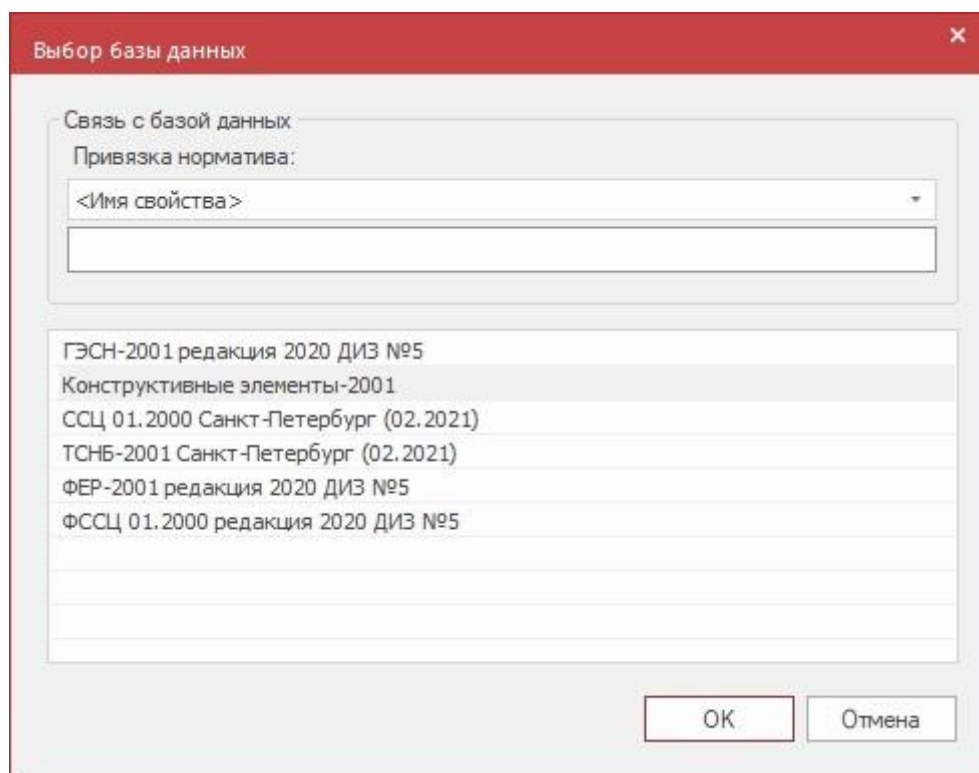 Выбор базы данных
Связь с базой данных
Привязка норматива:
<Имя свойства>
ГЭСН-2001 редакция 2020 ДИЗ №5
Конструктивные элементы-2001
ССЦ 01.2000 Санкт-Петербург (02.2021)
ТСНБ-2001 Санкт-Петербург (02.2021)
ФЕР-2001 редакция 2020 ДИЗ №5
ФССЦ 01.2000 редакция 2020 ДИЗ №5
ОК Отмена